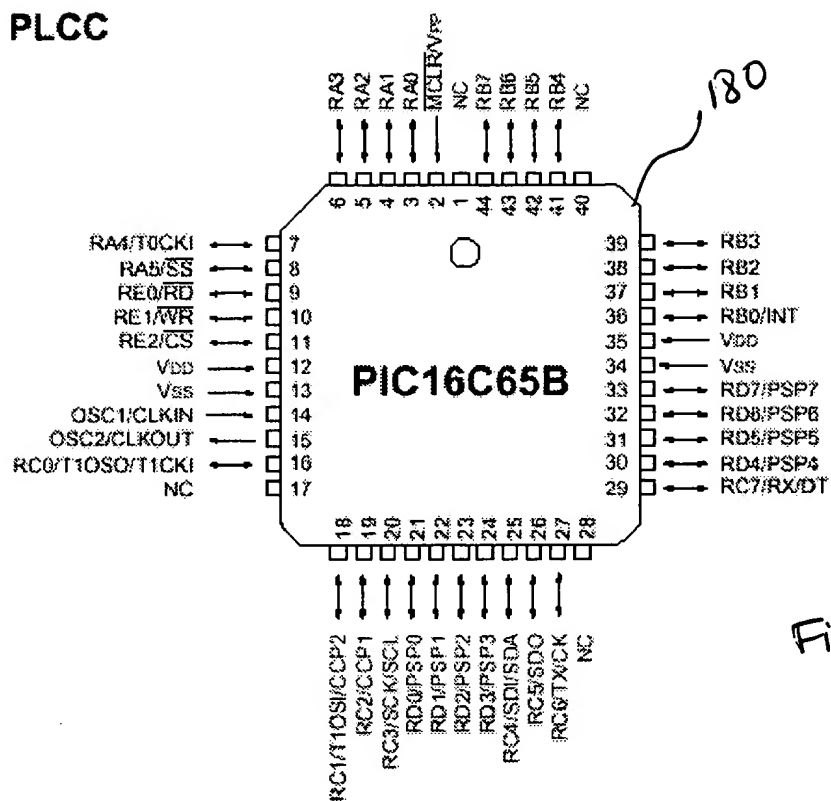 PLCC
RA3
RA2
RA1
RA0
MCLR/VPP
NC
RB7
RB6
RB5
RB4
NC
180
6 5 4 3 2 1 44 43 42 41 40
RA4/T0CKI 7
RA5/SS 8
RE0/RD 9
RE1/WR 10
RE2/CS 11
VDD 12
VSS 13
OSC1/CLKIN 14
OSC2/CLKOUT 15
RC0/T1OSO/T1CKI 16
NC 17
PIC16C65B
39 RB3
38 RB2
37 RB1
36 RB0/INT
35 VDD
34 VSS
33 RD7/PSP7
32 RD6/PSP6
31 RD5/PSP5
30 RD4/PSP4
29 RC7/RX/DT
18 19 20 21 22 23 24 25 26 27 28
RC1/T1OSI/CCP2
RC2/CCP1
RC3/SCK/SCL
RD0/PSP0
RD1/PSP1
RD2/PSP2
RD3/PSP3
RC4/SDI/SDA
RC5/SDO
RC6/TX/CK
NC
Fi